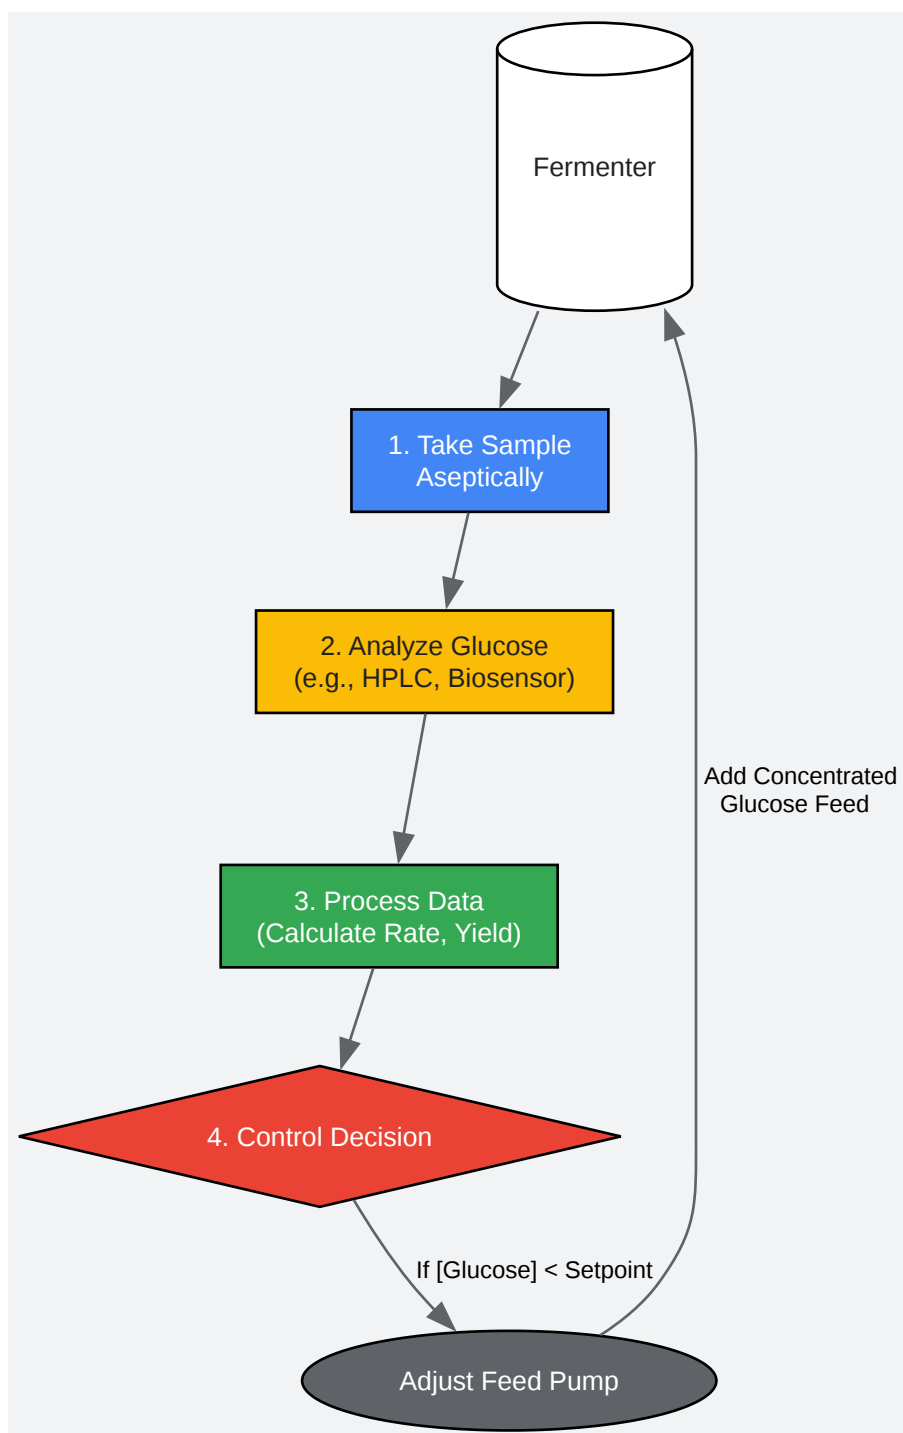 Fermenter
1. Take Sample
Aseptically
2. Analyze Glucose
(e.g., HPLC, Biosensor)
Add Concentrated
Glucose Feed
3. Process Data
(Calculate Rate, Yield)
4. Control Decision
If [Glucose] < Setpoint
Adjust Feed Pump